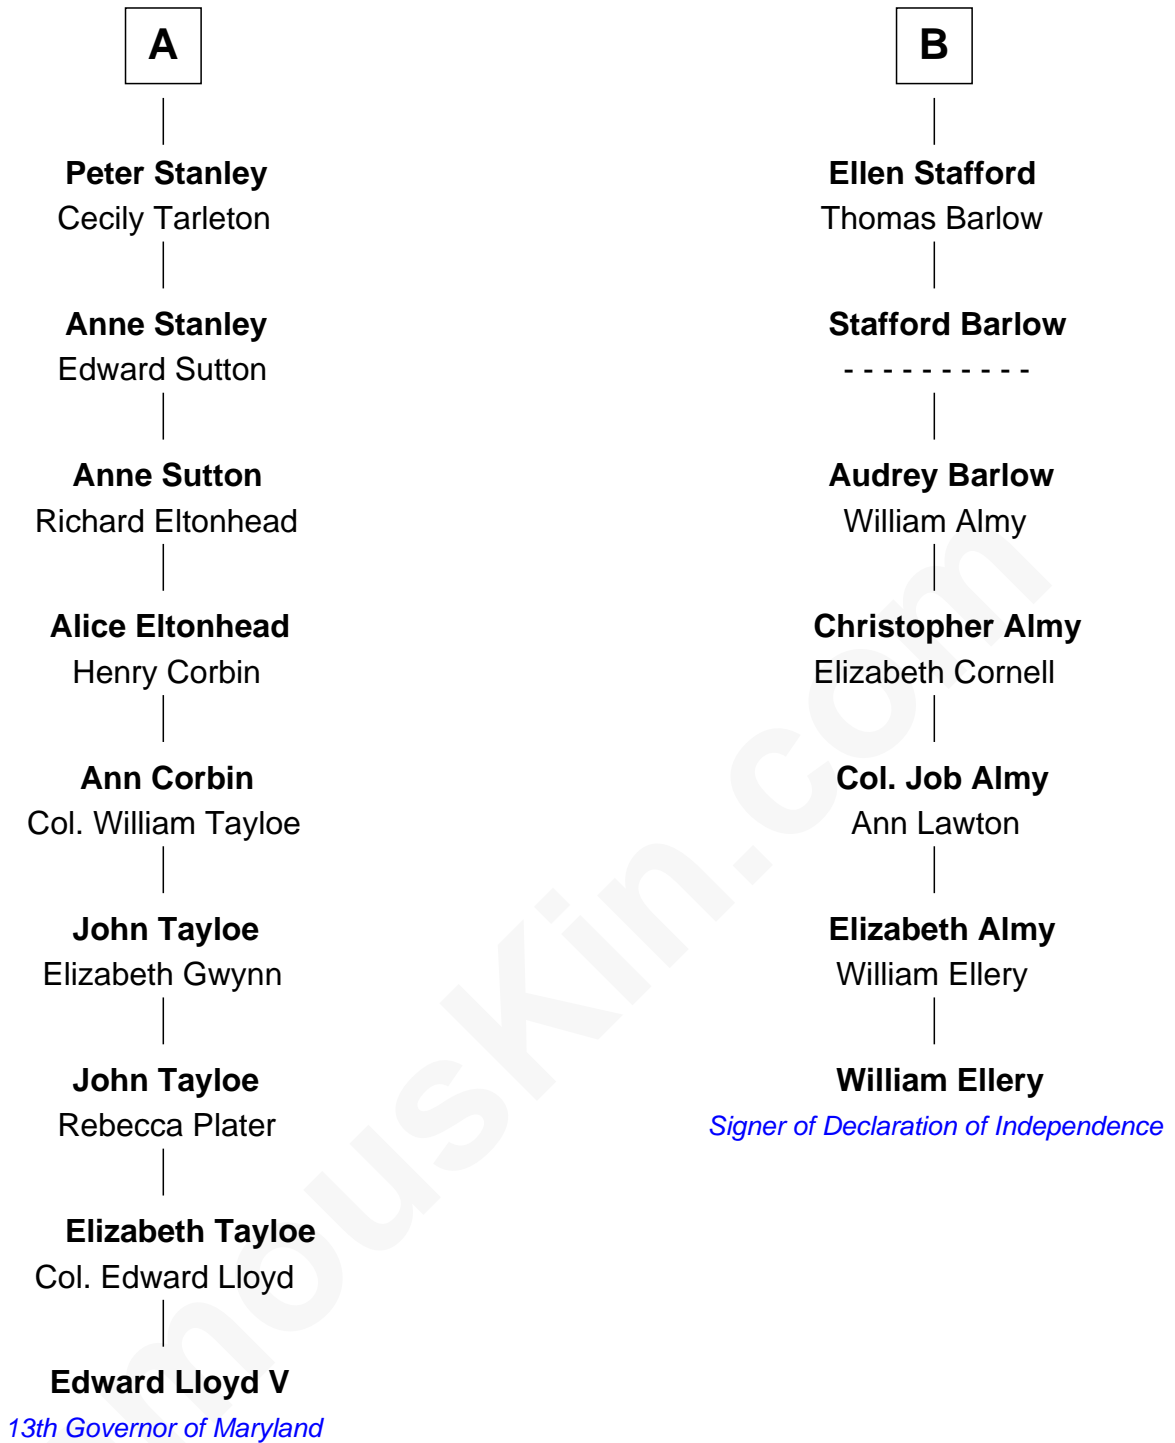 A
Peter Stanley
Cecily Tarleton
Anne Stanley
Edward Sutton
Anne Sutton
Richard Eltonhead
Alice Eltonhead
Henry Corbin
Ann Corbin
Col. William Tayloe
John Tayloe
Elizabeth Gwynn
John Tayloe
Rebecca Plater
Elizabeth Tayloe
Col. Edward Lloyd
Edward Lloyd V
13th Governor of Maryland
B
Ellen Stafford
Thomas Barlow
Stafford Barlow
- - - - - - - - - -
Audrey Barlow
William Almy
Christopher Almy
Elizabeth Cornell
Col. Job Almy
Ann Lawton
Elizabeth Almy
William Ellery
William Ellery
Signer of Declaration of Independence
mousKin.com